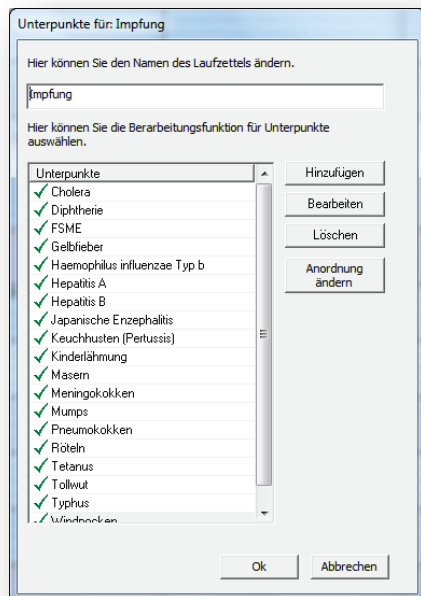 Unterpunkte für: Impfung
Hier können Sie den Namen des Laufzettels ändern.
Impfung
Hier können Sie die Berarbeitungsfunktion für Unterpunkte
auswählen.
Unterpunkte
Cholera
Diphtherie
FSME
Gelbfieber
Haemophilus influenzae Typ b
Hepatitis A
Hepatitis B
Japanische Enzephalitis
Keuchhusten (Pertussis)
Kinderlähmung
Masern
Meningokokken
Mumps
Pneumokokken
Röteln
Tetanus
Tollwut
Typhus
Windpocken
Hinzufügen
Bearbeiten
Löschen
Anordnung
ändern
Ok
Abbrechen